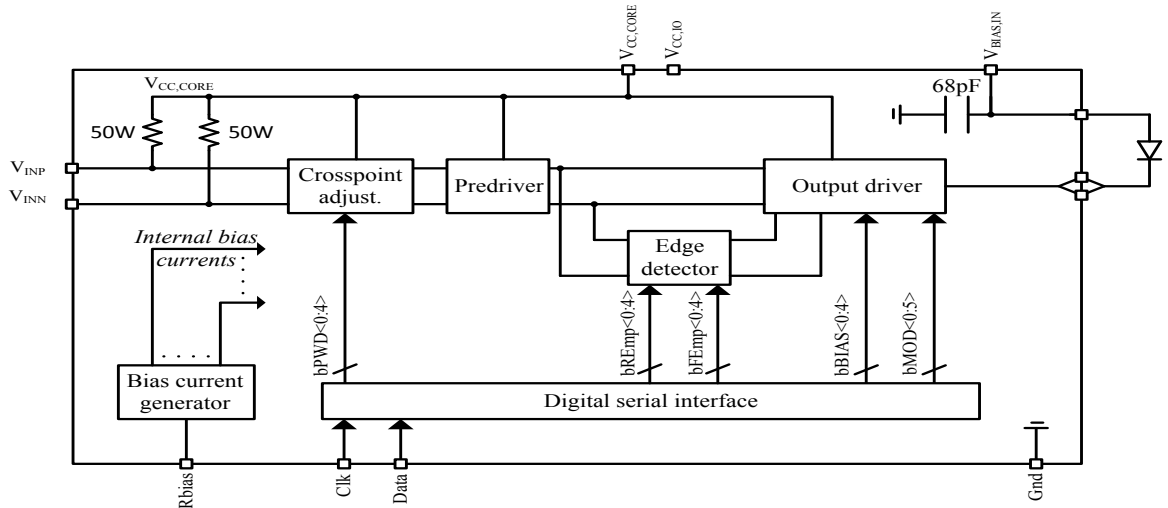 VCC,CORE
VCC,IO
VBIAS,IN
VCC,CORE
68pF
50W
50W
VINP
VINN
Crosspoint
adjust.
Predriver
Output driver
Edge
detector
Internal bias
currents
bPWD<0:4>
bREmp<0:4>
bFEmp<0:4>
bBIAS<0:4>
bMOD<0:5>
Bias current
generator
Digital serial interface
Rbias
Clk
Data
Gnd